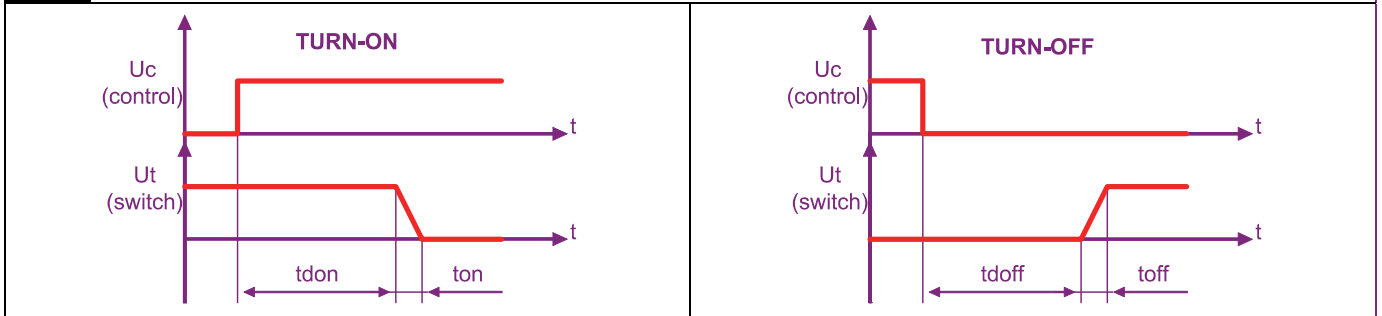 TURN-ON
Uc
(control)
t
Ut
(switch)
t
tdon
ton
TURN-OFF
Uc
(control)
t
Ut
(switch)
t
tdoff
toff